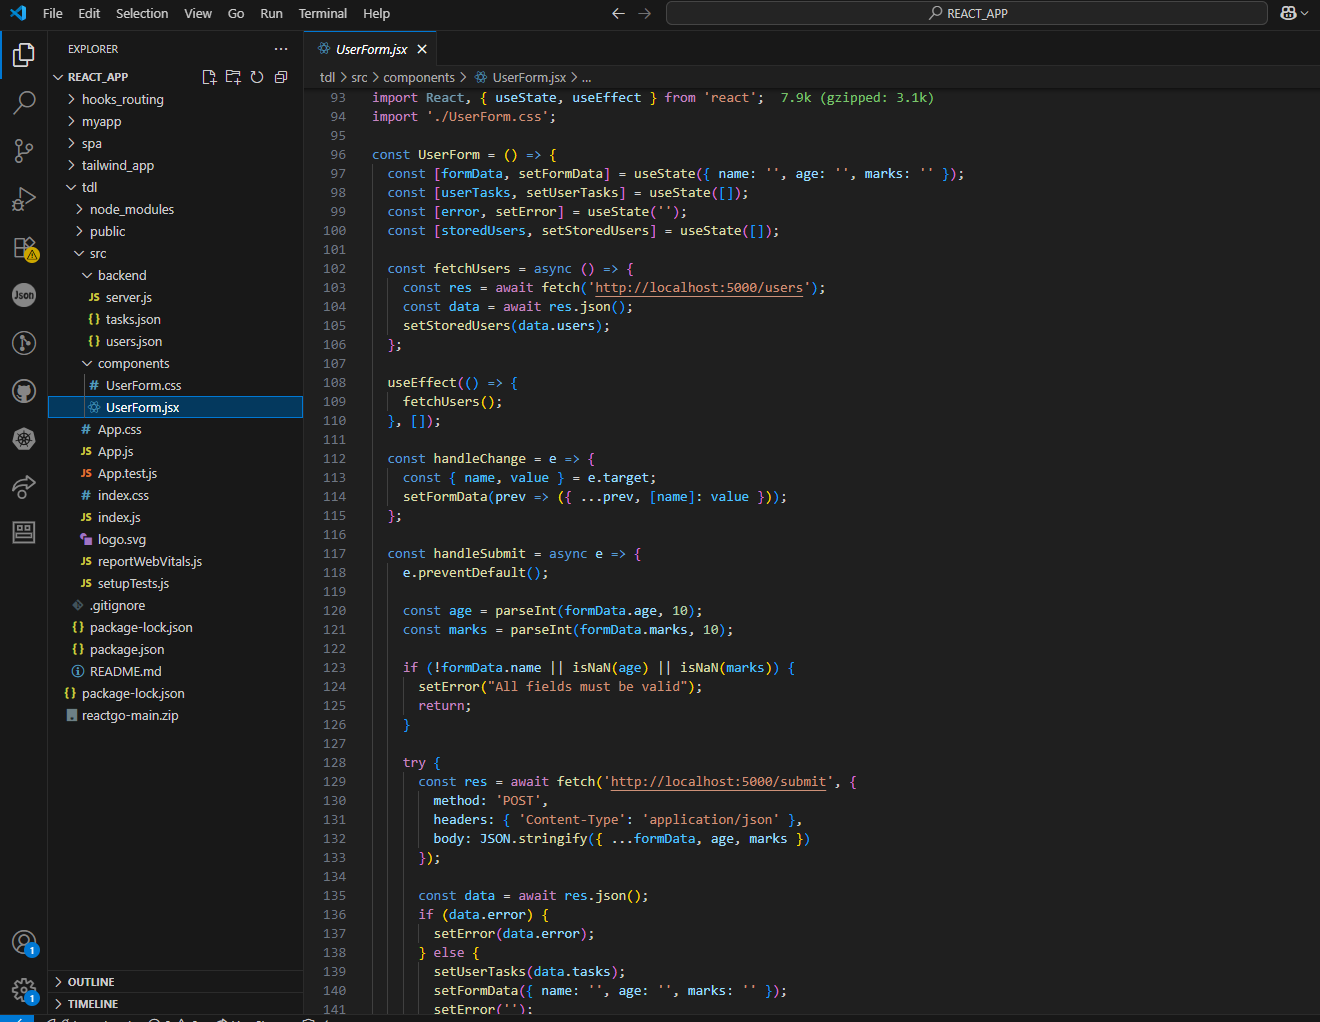 File Edit Selection View Go Run Terminal Help
REACT_APP
EXPLORER
REACT_APP
hooks_routing
myapp
spa
tailwind_app
tdl
node_modules
public
src
backend
JS server.js
{} tasks.json
{} users.json
components
# UserForm.css
UserForm.jsx
# App.css
JS App.js
JS App.test.js
# index.css
JS index.js
logo.svg
JS reportWebVitals.js
JS setupTests.js
.gitignore
{} package-lock.json
{} package.json
README.md
{} package-lock.json
reactgo-main.zip
OUTLINE
TIMELINE
Json
1
1
UserForm.jsx
tdl > src > components > UserForm.jsx > ...
93 import React, { useState, useEffect } from 'react'; 7.9k (gzipped: 3.1k)
94 import './UserForm.css';
95
96 const UserForm = () => {
97 const [formData, setFormData] = useState({ name: '', age: '', marks: '' });
98 const [userTasks, setUserTasks] = useState([]);
99 const [error, setError] = useState('');
100 const [storedUsers, setStoredUsers] = useState([]);
101
102 const fetchUsers = async () => {
103 const res = await fetch('http://localhost:5000/users');
104 const data = await res.json();
105 setStoredUsers(data.users);
106 };
107
108 useEffect(() => {
109 fetchUsers();
110 }, []);
111
112 const handleChange = e => {
113 const { name, value } = e.target;
114 setFormData(prev => ({ ...prev, [name]: value }));
115 };
116
117 const handleSubmit = async e => {
118 e.preventDefault();
119
120 const age = parseInt(formData.age, 10);
121 const marks = parseInt(formData.marks, 10);
122
123 if (!formData.name || isNaN(age) || isNaN(marks)) {
124 setError("All fields must be valid");
125 return;
126 }
127
128 try {
129 const res = await fetch('http://localhost:5000/submit', {
130 method: 'POST',
131 headers: { 'Content-Type': 'application/json' },
132 body: JSON.stringify({ ...formData, age, marks })
133 });
134
135 const data = await res.json();
136 if (data.error) {
137 setError(data.error);
138 } else {
139 setUserTasks(data.tasks);
140 setFormData({ name: '', age: '', marks: '' });
141 setError('');